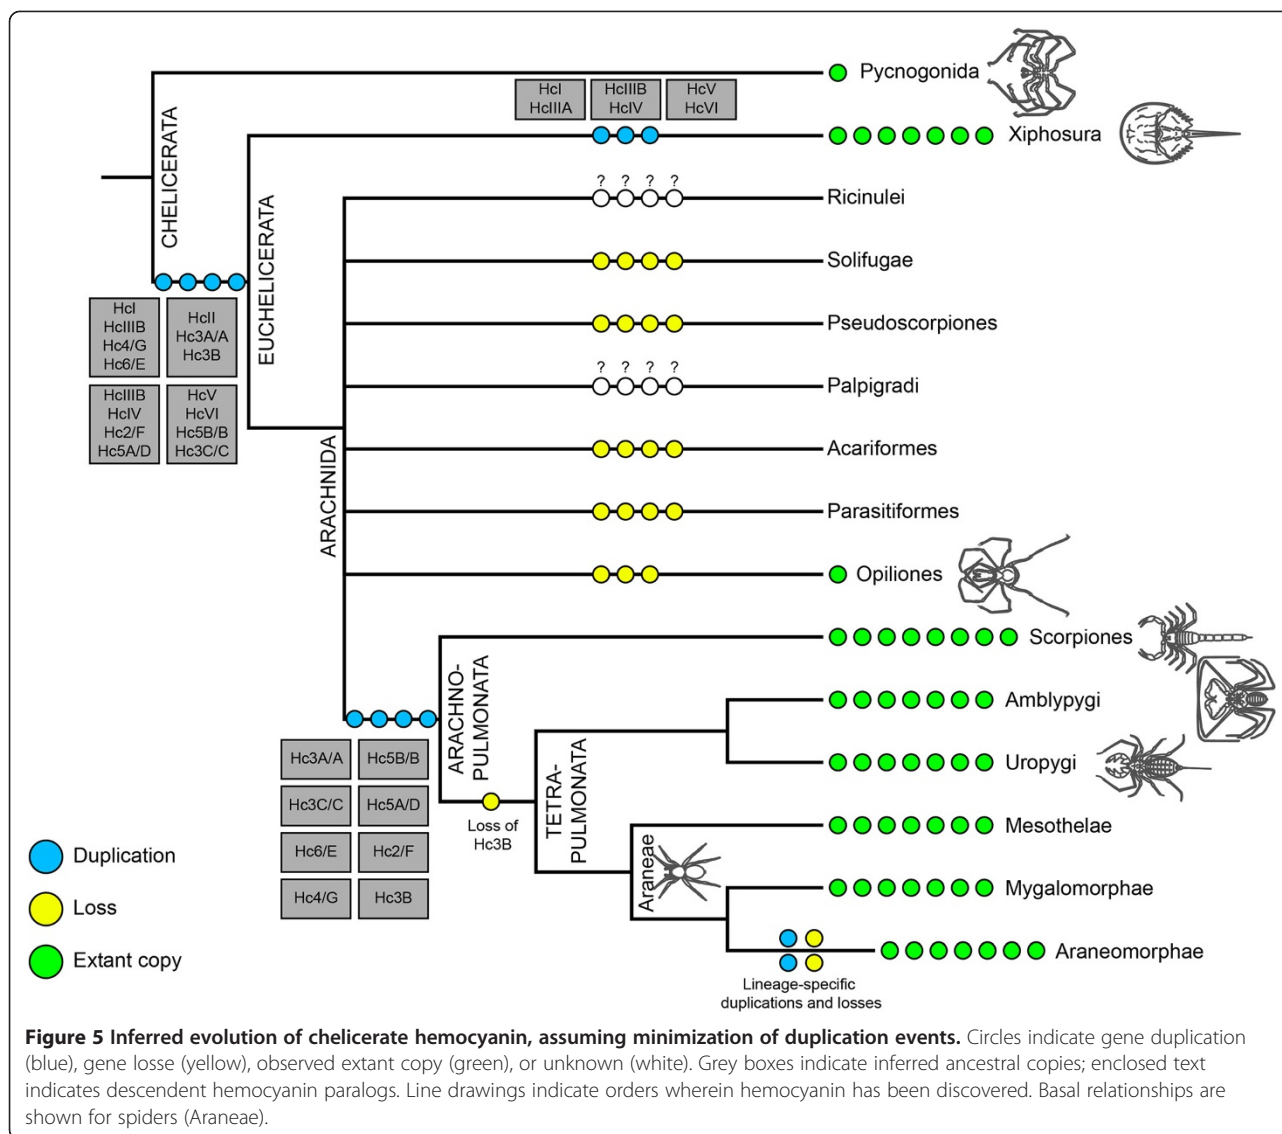 Pycnogonida
HcI
HcIIIA
HcIIIB
HcIV
HcV
HcVI
Xiphosura
? ? ? ?
Ricinulei
Solifugae
Pseudoscorpiones
? ? ? ?
Palpigradi
Acariformes
Parasitiformes
Opiliones
Scorpiones
Amblypygi
Uropygi
Mesothelae
Mygalomorphae
Araneomorphae
CHELICERATA
EUCHELICERATA
ARACHNIDA
ARACHNO-
PULMONATA
TETRA-
PULMONATA
Araneae
HcI
HcIIIB
Hc4/G
Hc6/E
HcII
Hc3A/A
Hc3B
HcIIIB
HcIV
Hc2/F
Hc5A/D
HcV
HcVI
Hc5B/B
Hc3C/C
Hc3A/A
Hc5B/B
Hc3C/C
Hc5A/D
Hc6/E
Hc2/F
Hc4/G
Hc3B
Loss of
Hc3B
Lineage-specific
duplications and losses
Duplication
Loss
Extant copy
Figure 5 Inferred evolution of chelicerate hemocyanin, assuming minimization of duplication events. Circles indicate gene duplication
(blue), gene losse (yellow), observed extant copy (green), or unknown (white). Grey boxes indicate inferred ancestral copies; enclosed text
indicates descendent hemocyanin paralogs. Line drawings indicate orders wherein hemocyanin has been discovered. Basal relationships are
shown for spiders (Araneae).